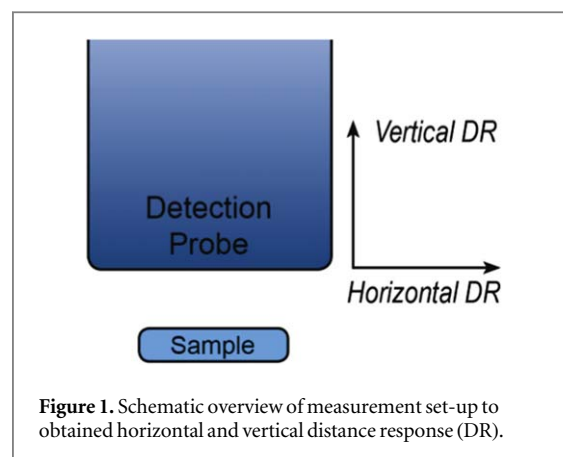 Vertical DR
Detection
Probe
Horizontal DR
Sample
Figure 1. Schematic overview of measurement set-up to
obtained horizontal and vertical distance response (DR).